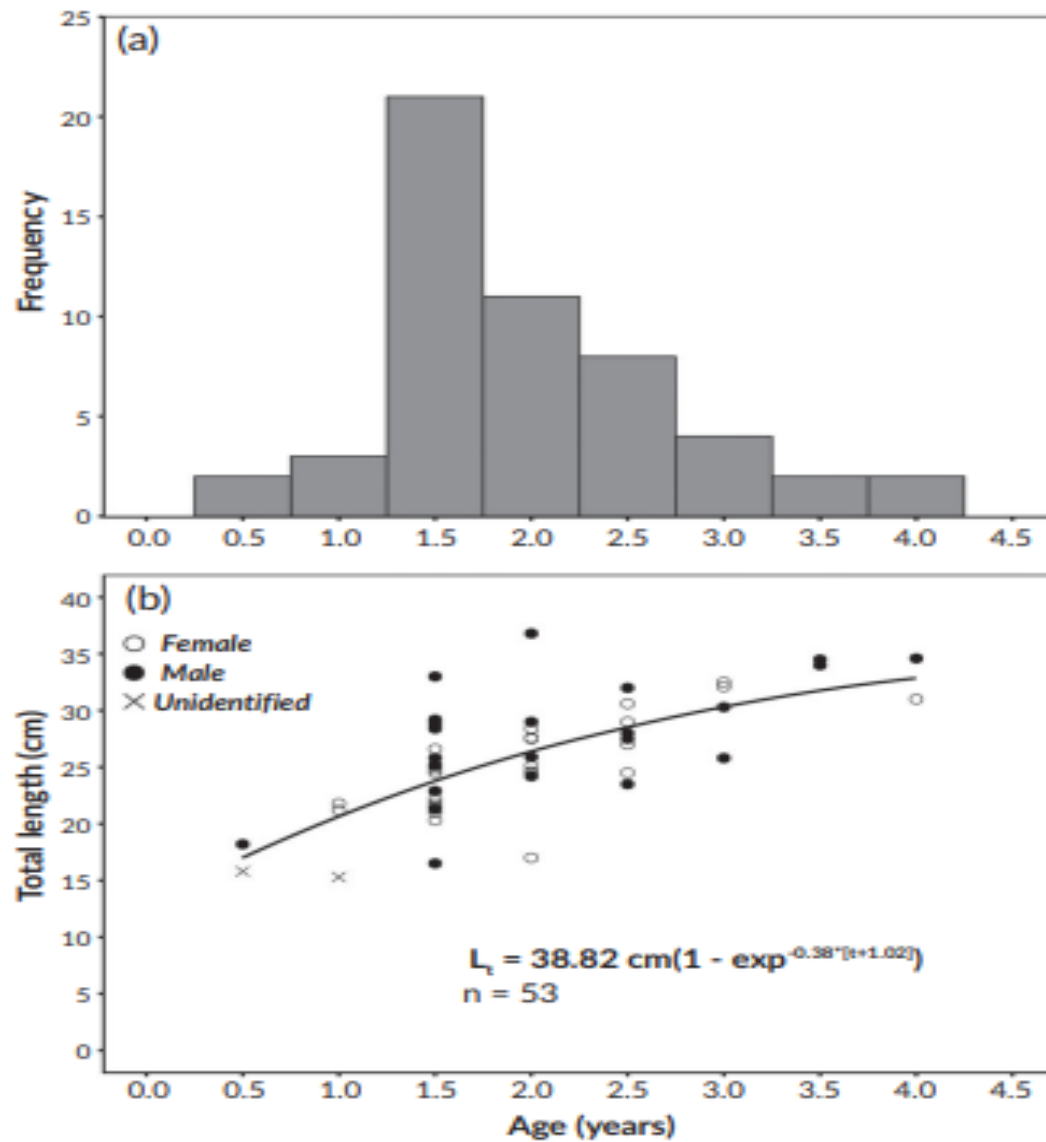 (a)
25
20
15
10
5
0
Frequency
0.0 0.5 1.0 1.5 2.0 2.5 3.0 3.5 4.0 4.5
(b)
40
35
30
25
20
15
10
5
0
Total length (cm)
Female
Male
Unidentified
Lt = 38.82 cm(1 - exp-0.38*[t+1.02])
n = 53
0.0 0.5 1.0 1.5 2.0 2.5 3.0 3.5 4.0 4.5
Age (years)